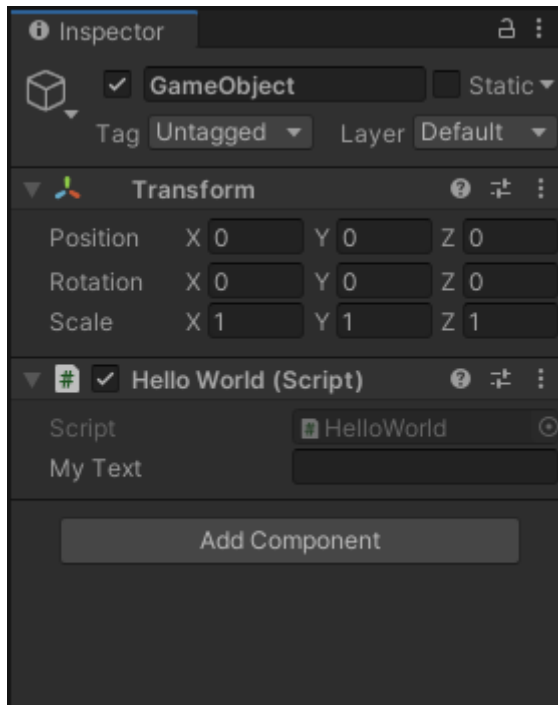 Inspector
GameObject Static
Tag Untagged Layer Default
Transform
Position X 0 Y 0 Z 0
Rotation X 0 Y 0 Z 0
Scale X 1 Y 1 Z 1
# Hello World (Script)
Script # HelloWorld
My Text
Add Component